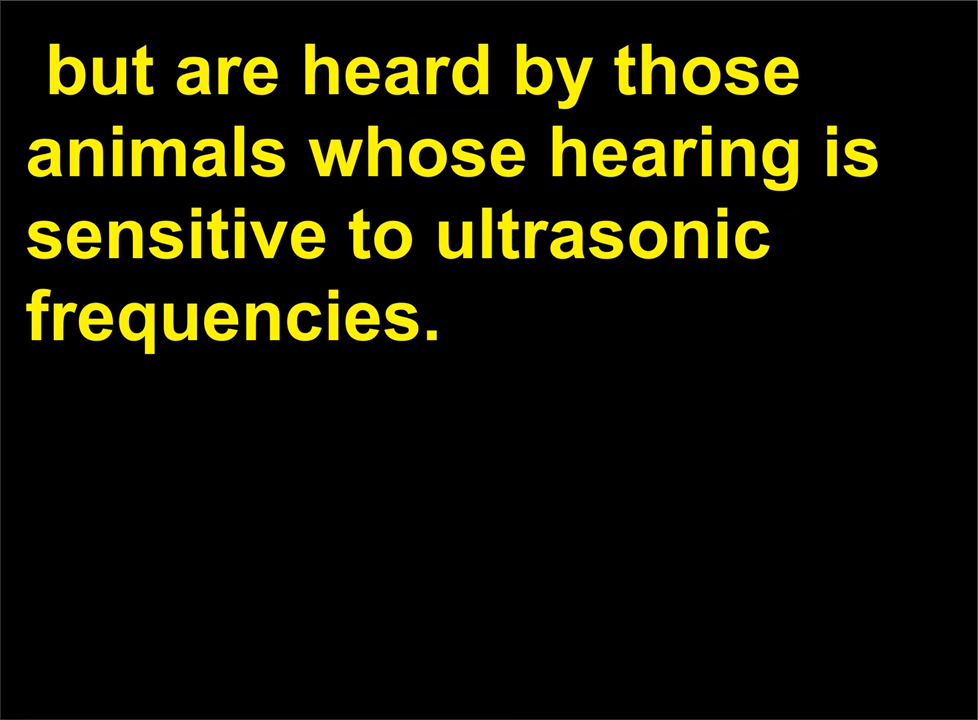 but are heard by those
animals whose hearing is
sensitive to ultrasonic
frequencies.